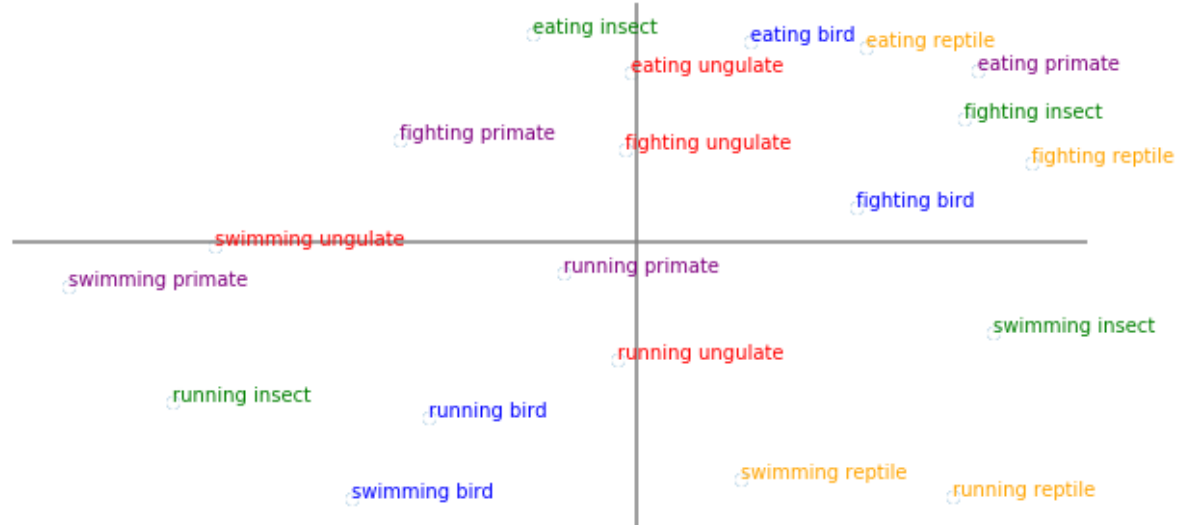 eating insect
eating bird
eating reptile
eating ungulate
eating primate
fighting insect
fighting primate
fighting ungulate
fighting reptile
fighting bird
swimming ungulate
running primate
swimming primate
swimming insect
running ungulate
running insect
running bird
swimming reptile
swimming bird
running reptile